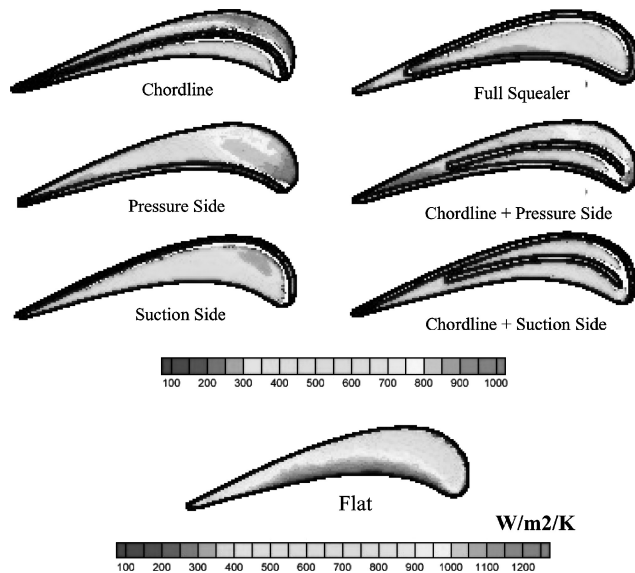 Chordline
Full Squealer
Pressure Side
Chordline + Pressure Side
Suction Side
Chordline + Suction Side
100 200 300 400 500 600 700 800 900 1000
Flat
W/m2/K
100 200 300 400 500 600 700 800 900 1000 1100 1200